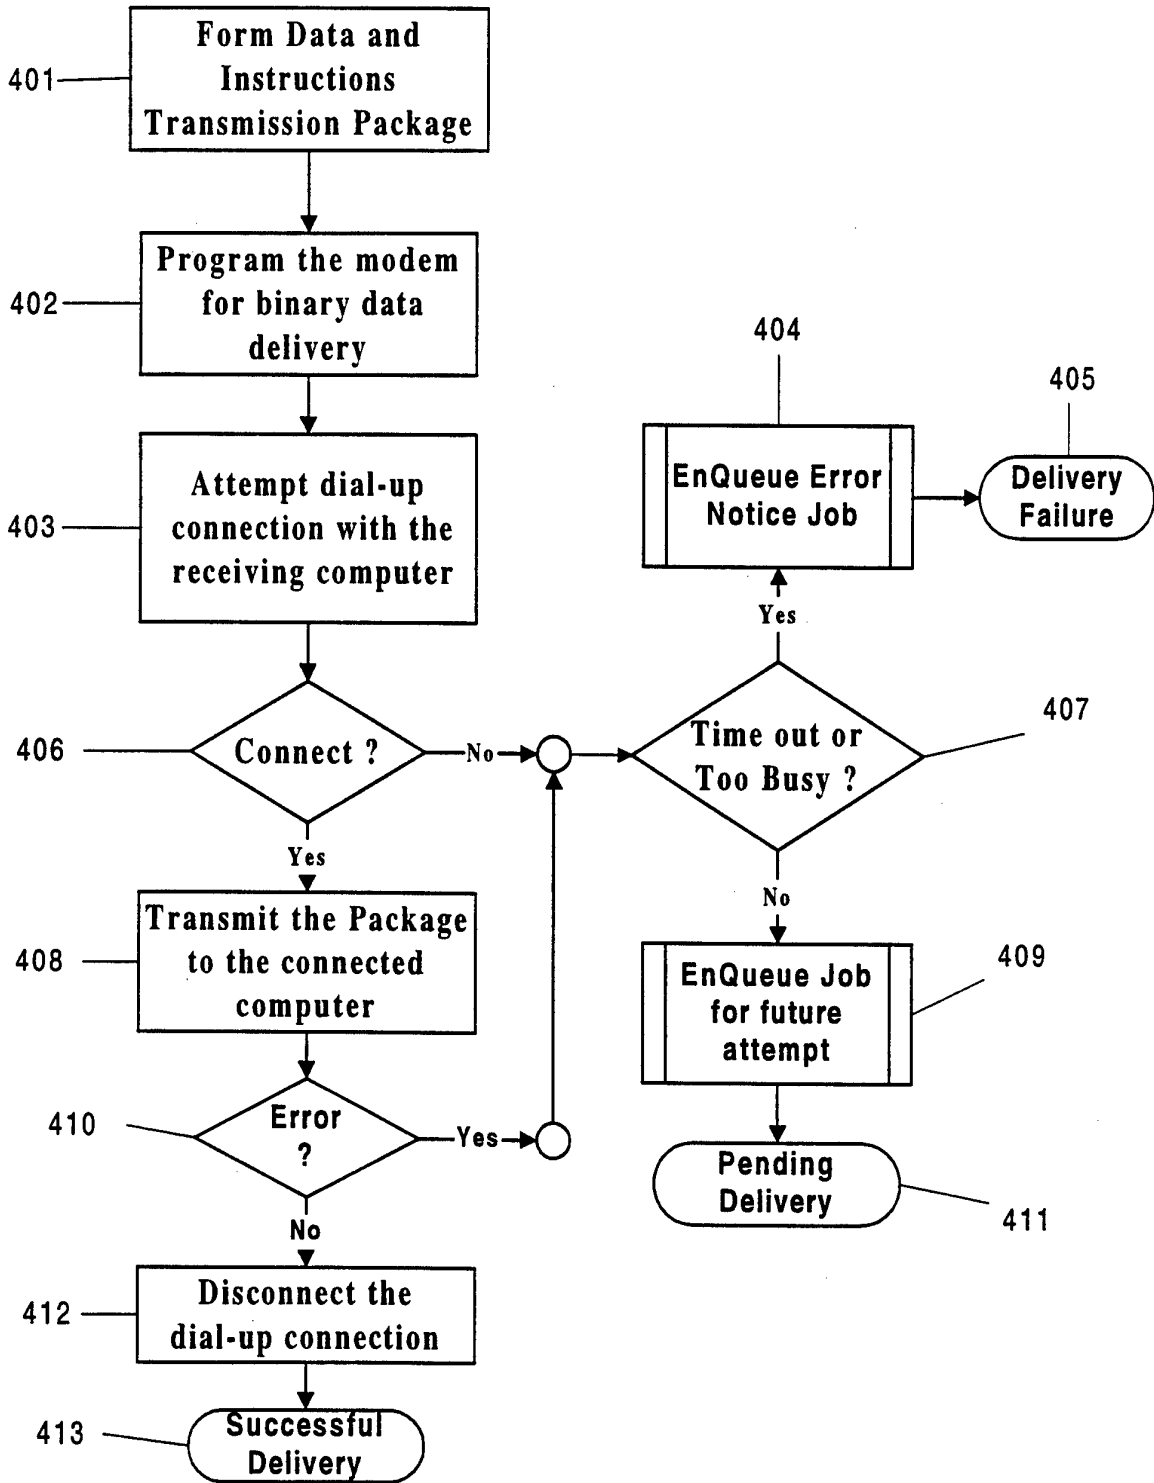 Form Data and
Instructions
Transmission Package
401
Program the modem
for binary data
delivery
402
Attempt dial-up
connection with the
receiving computer
403
404
EnQueue Error
Notice Job
405
Delivery
Failure
Yes
406
Connect ?
No
Time out or
Too Busy ?
407
Yes
No
Transmit the Package
to the connected
computer
408
EnQueue Job
for future
attempt
409
410
Error
?
Yes
Pending
Delivery
411
No
Disconnect the
dial-up connection
412
Successful
Delivery
413